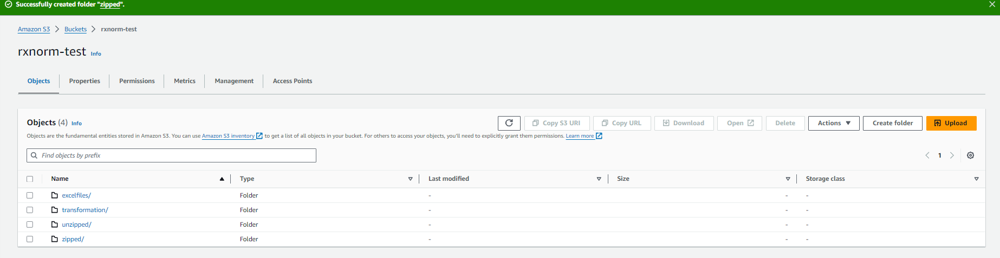 Successfully created folder "zipped".
Amazon S3 > Buckets > rxnorm-test
rxnorm-test Info
Objects Properties Permissions Metrics Management Access Points
Objects (4) Info
Copy S3 URI Copy URL Download Open Delete Actions Create folder Upload
Objects are the fundamental entities stored in Amazon S3. You can use Amazon S3 inventory to get a list of all objects in your bucket. For others to access your objects, you'll need to explicitly grant them permissions. Learn more
Find objects by prefix
1
Name Type Last modified Size Storage class
excelfiles/ Folder - - -
transformation/ Folder - - -
unzipped/ Folder - - -
zipped/ Folder - - -